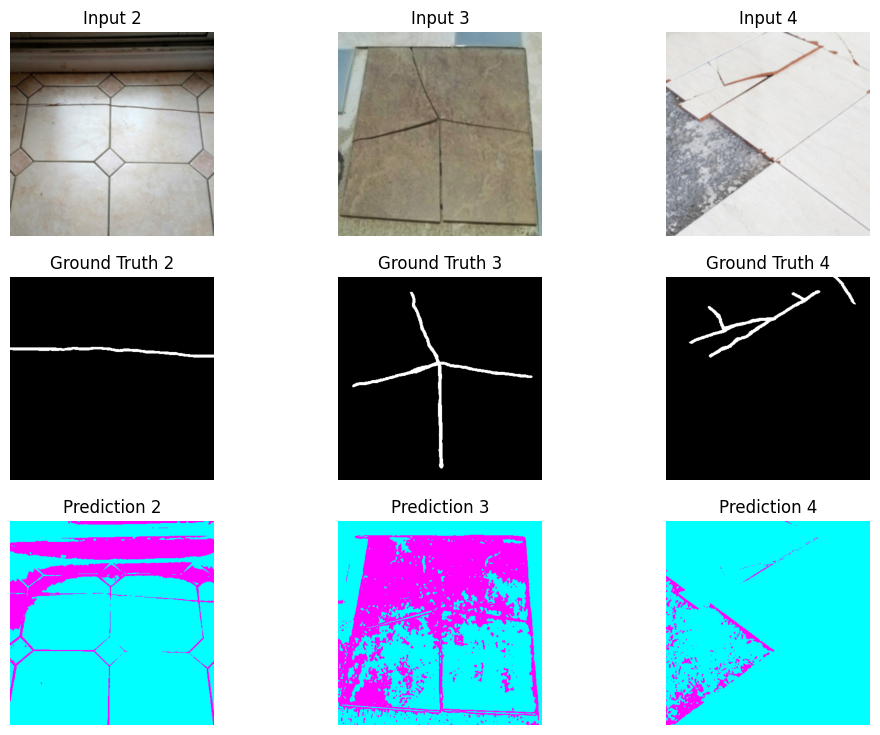 Input 2
Input 3
Input 4
Ground Truth 2
Ground Truth 3
Ground Truth 4
Prediction 2
Prediction 3
Prediction 4